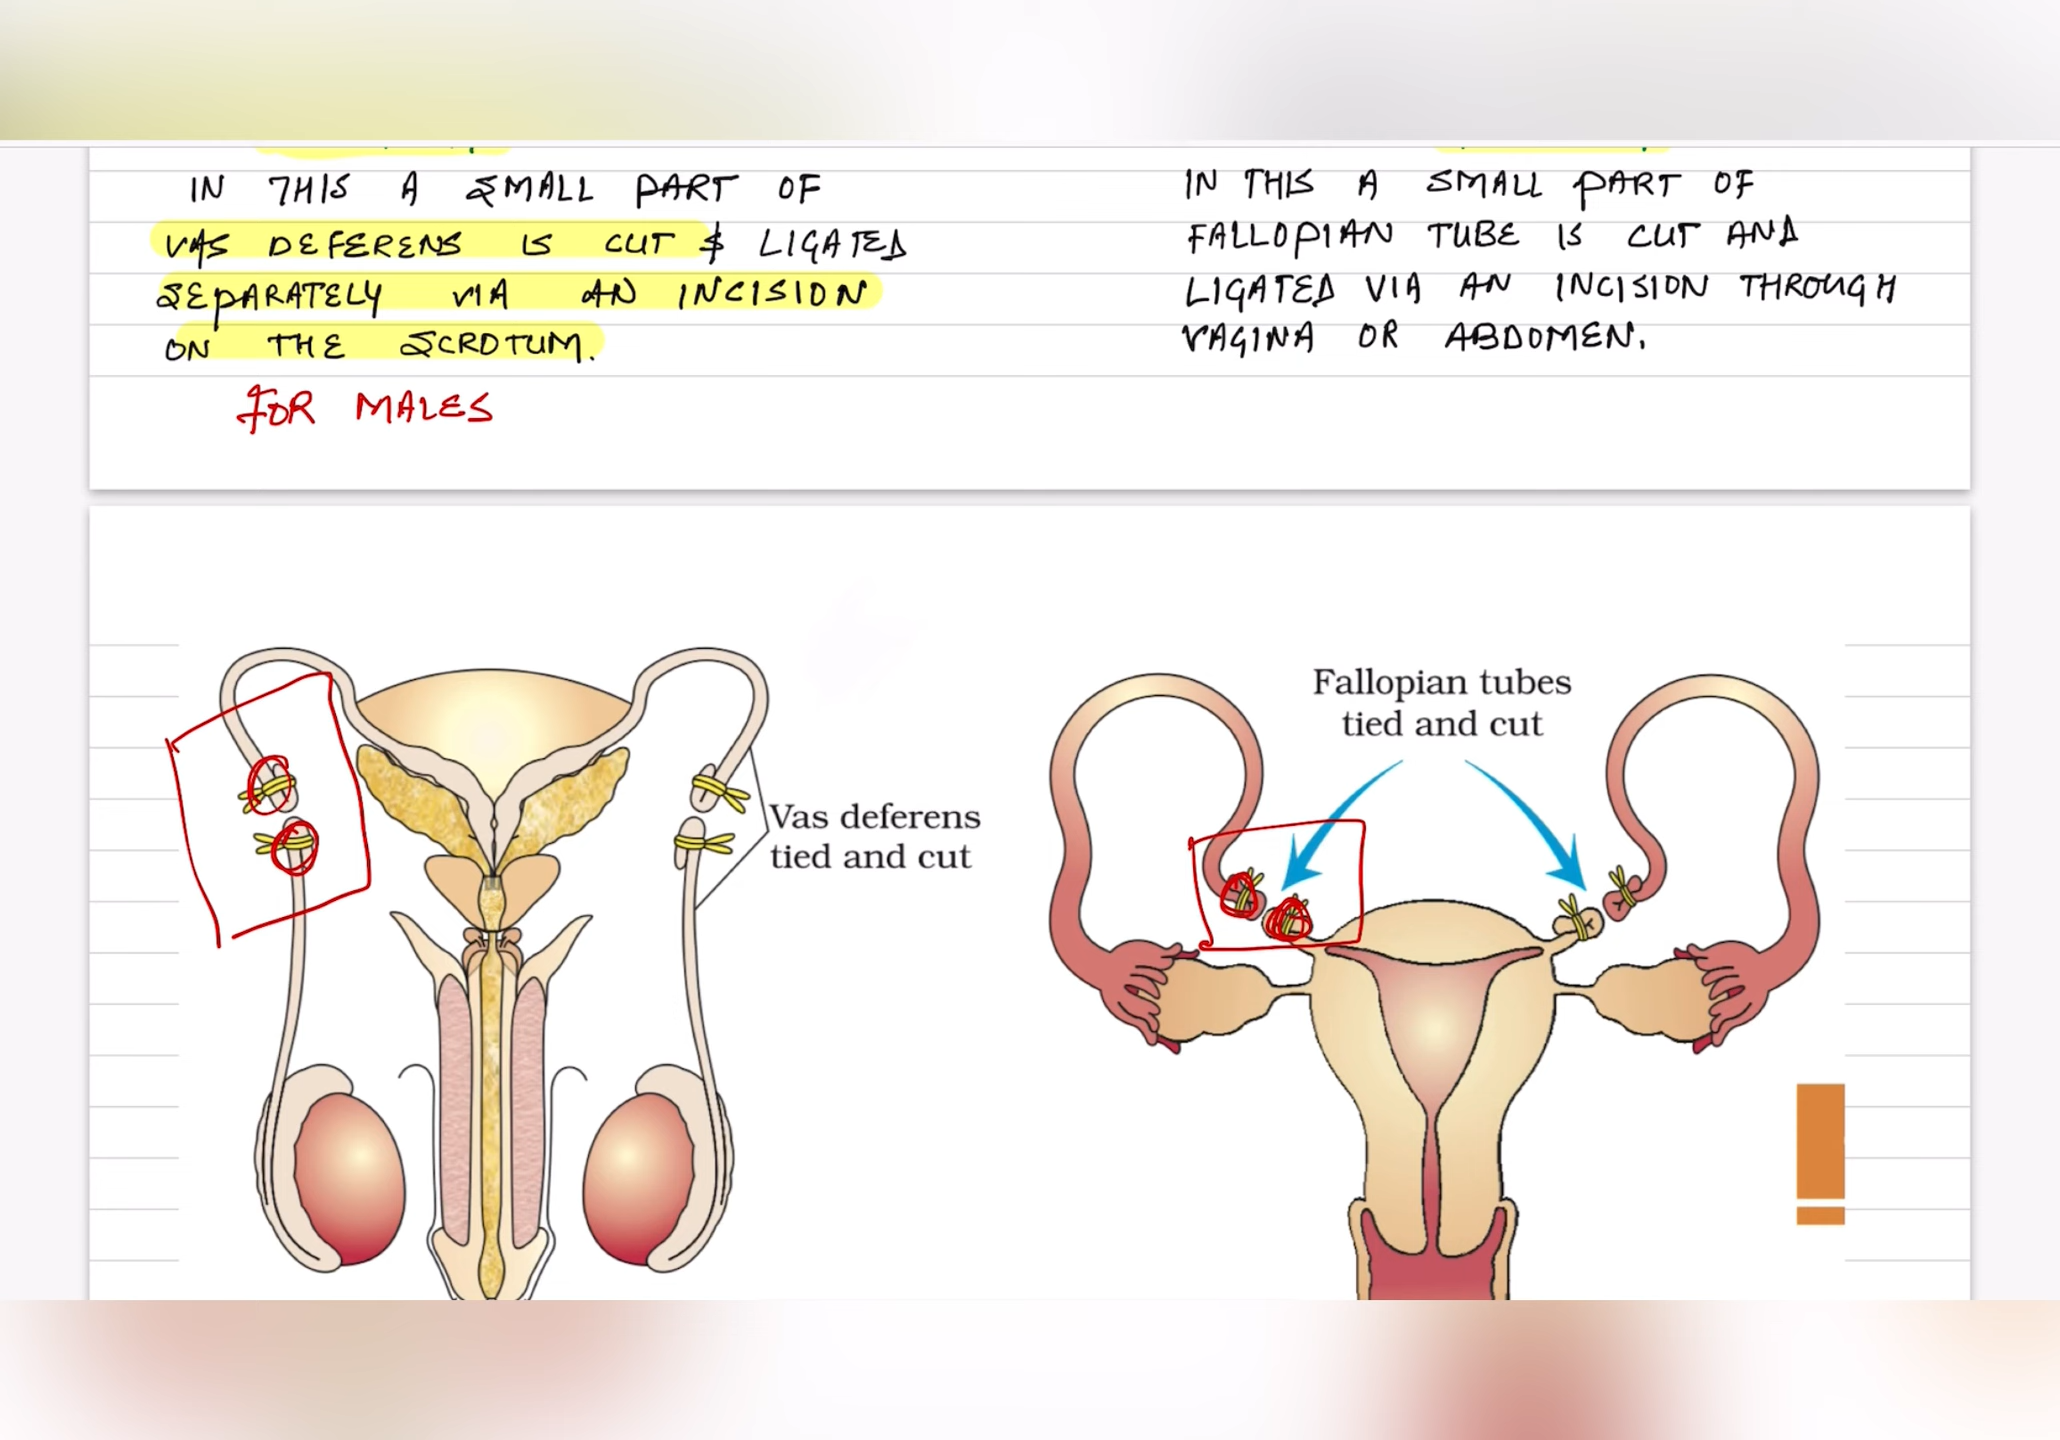 IN THIS A SMALL PART OF
VAS DEFERENS IS CUT & LIGATED
SEPARATELY VIA AN INCISION
ON THE SCROTUM.
FOR MALES
IN THIS A SMALL PART OF
FALLOPIAN TUBE IS CUT AND
LIGATED VIA AN INCISION THROUGH
VAGINA OR ABDOMEN.
Vas deferens
tied and cut
Fallopian tubes
tied and cut